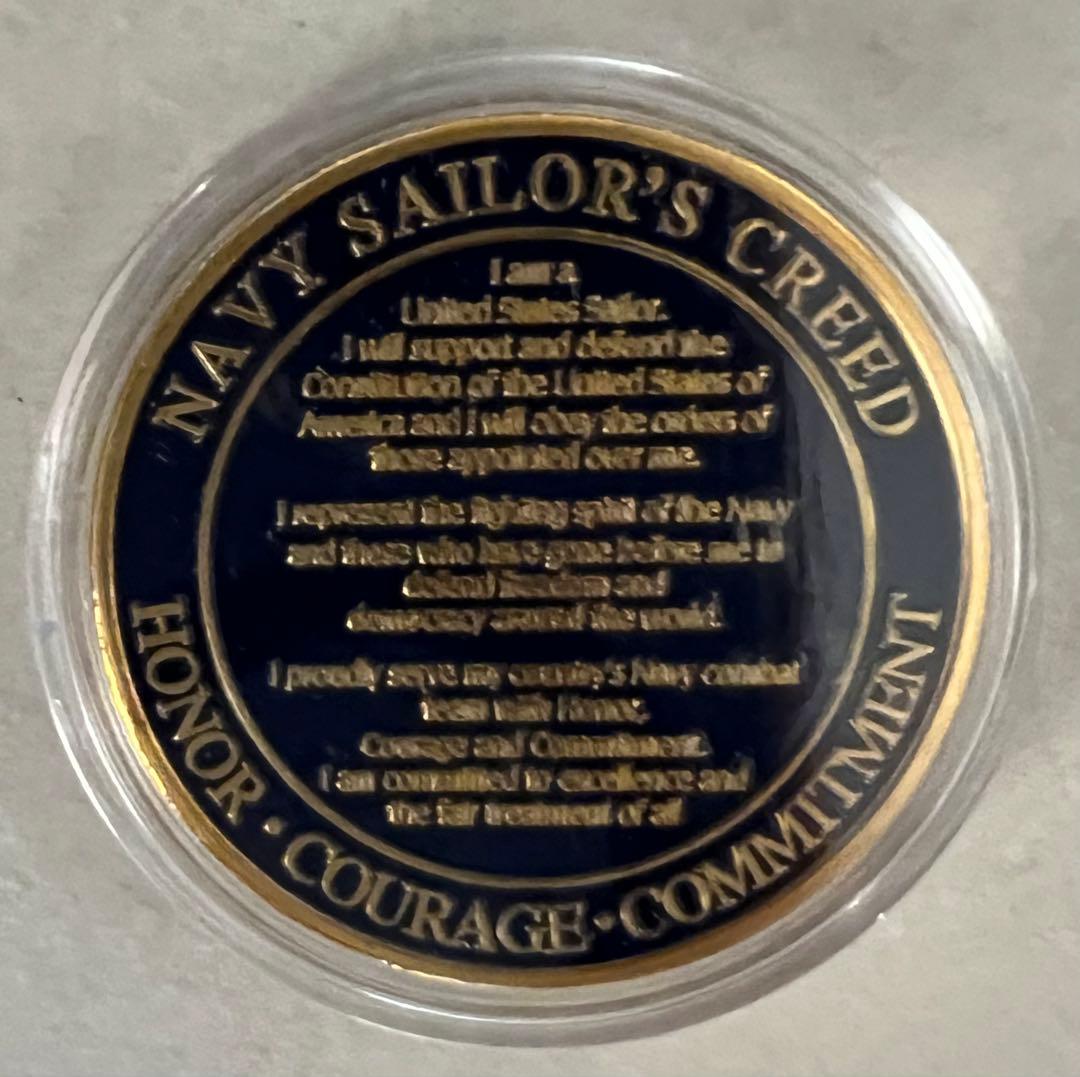 NAVY SAILOR'S CREED
I am a
United States Sailor.
I will support and defend the
Constitution of the United States of
America and I will obey the orders of
those appointed over me.
I represent the fighting spirit of the Navy
and those who have gone before me to
defend freedom and
democracy around the world.
I proudly serve my country's Navy combat
team with Honor,
Courage and Commitment.
I am committed to excellence and
the fair treatment of all
HONOR · COURAGE · COMMITMENT